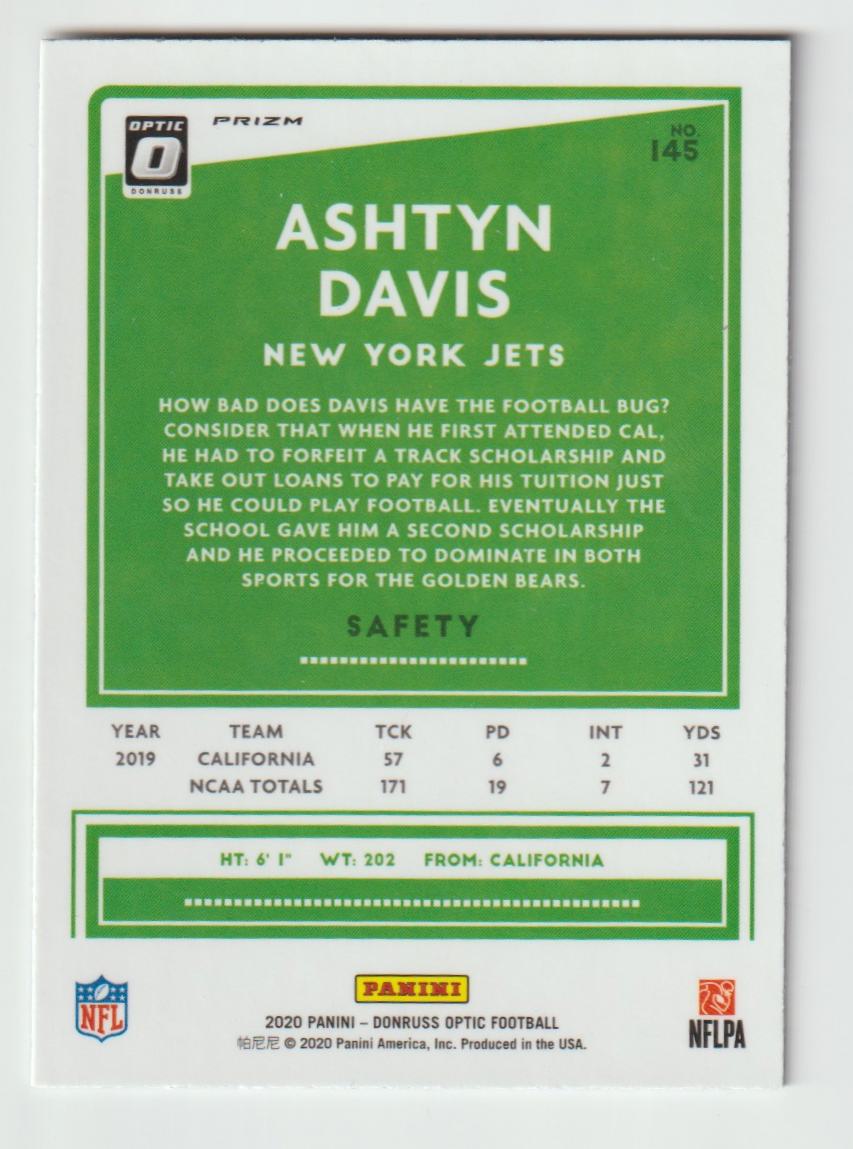 OPTIC
O
DONRUSS
PRIZM
NO.
145
ASHTYN
DAVIS
NEW YORK JETS
HOW BAD DOES DAVIS HAVE THE FOOTBALL BUG?
CONSIDER THAT WHEN HE FIRST ATTENDED CAL,
HE HAD TO FORFEIT A TRACK SCHOLARSHIP AND
TAKE OUT LOANS TO PAY FOR HIS TUITION JUST
SO HE COULD PLAY FOOTBALL. EVENTUALLY THE
SCHOOL GAVE HIM A SECOND SCHOLARSHIP
AND HE PROCEEDED TO DOMINATE IN BOTH
SPORTS FOR THE GOLDEN BEARS.
SAFETY
YEAR TEAM TCK PD INT YDS
2019 CALIFORNIA 57 6 2 31
NCAA TOTALS 171 19 7 121
HT: 6' 1" WT: 202 FROM: CALIFORNIA
NFL
PANINI
2020 PANINI – DONRUSS OPTIC FOOTBALL
帕尼尼 © 2020 Panini America, Inc. Produced in the USA.
NFLPA